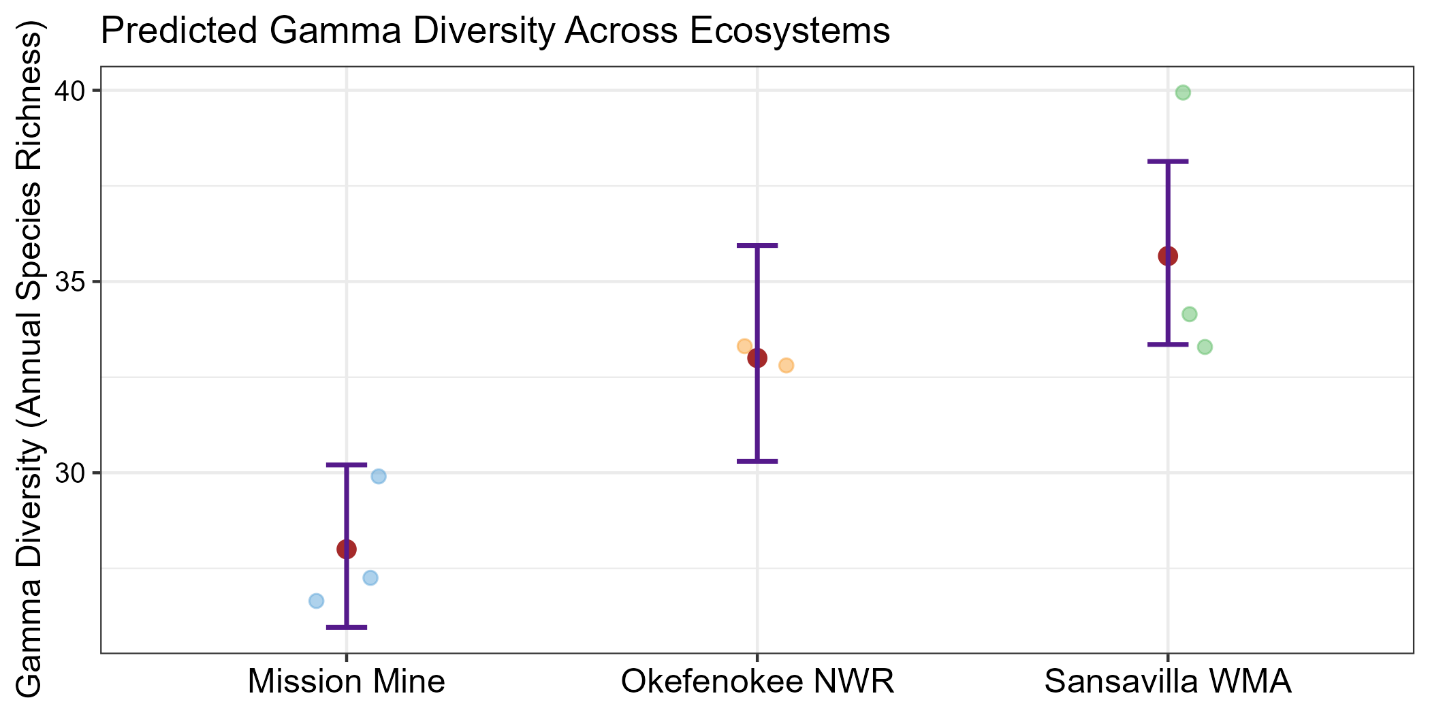 Predicted Gamma Diversity Across Ecosystems
Gamma Diversity (Annual Species Richness)
40
35
30
Mission Mine
Okefenokee NWR
Sansavilla WMA